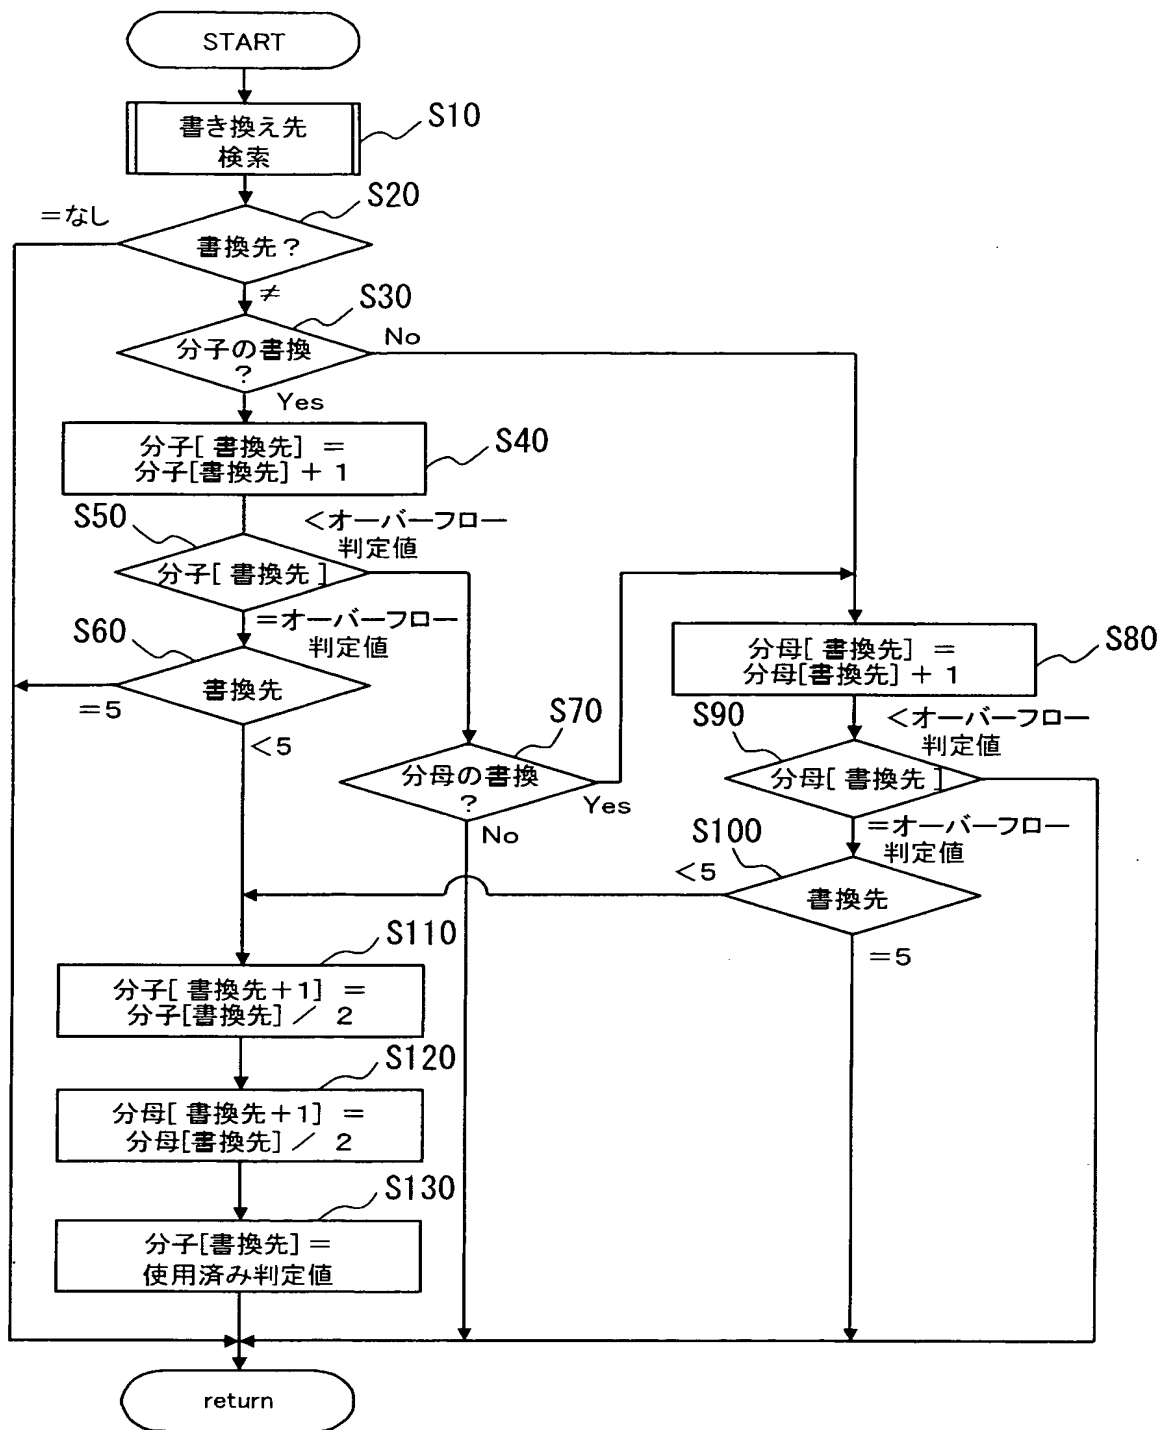 START
書き換え先
検索
S10
S20
=なし
書換先?
≠
S30
分子の書換
?
No
Yes
分子[書換先] =
分子[書換先] + 1
S40
S50
<オーバーフロー
判定値
分子[書換先]
=オーバーフロー
判定値
S60
書換先
=5
<5
S70
分母の書換
?
Yes
No
分母[書換先] =
分母[書換先] + 1
S80
S90
<オーバーフロー
判定値
分母[書換先]
=オーバーフロー
判定値
S100
<5
書換先
=5
S110
分子[書換先+1] =
分子[書換先] / 2
S120
分母[書換先+1] =
分母[書換先] / 2
S130
分子[書換先] =
使用済み判定値
return